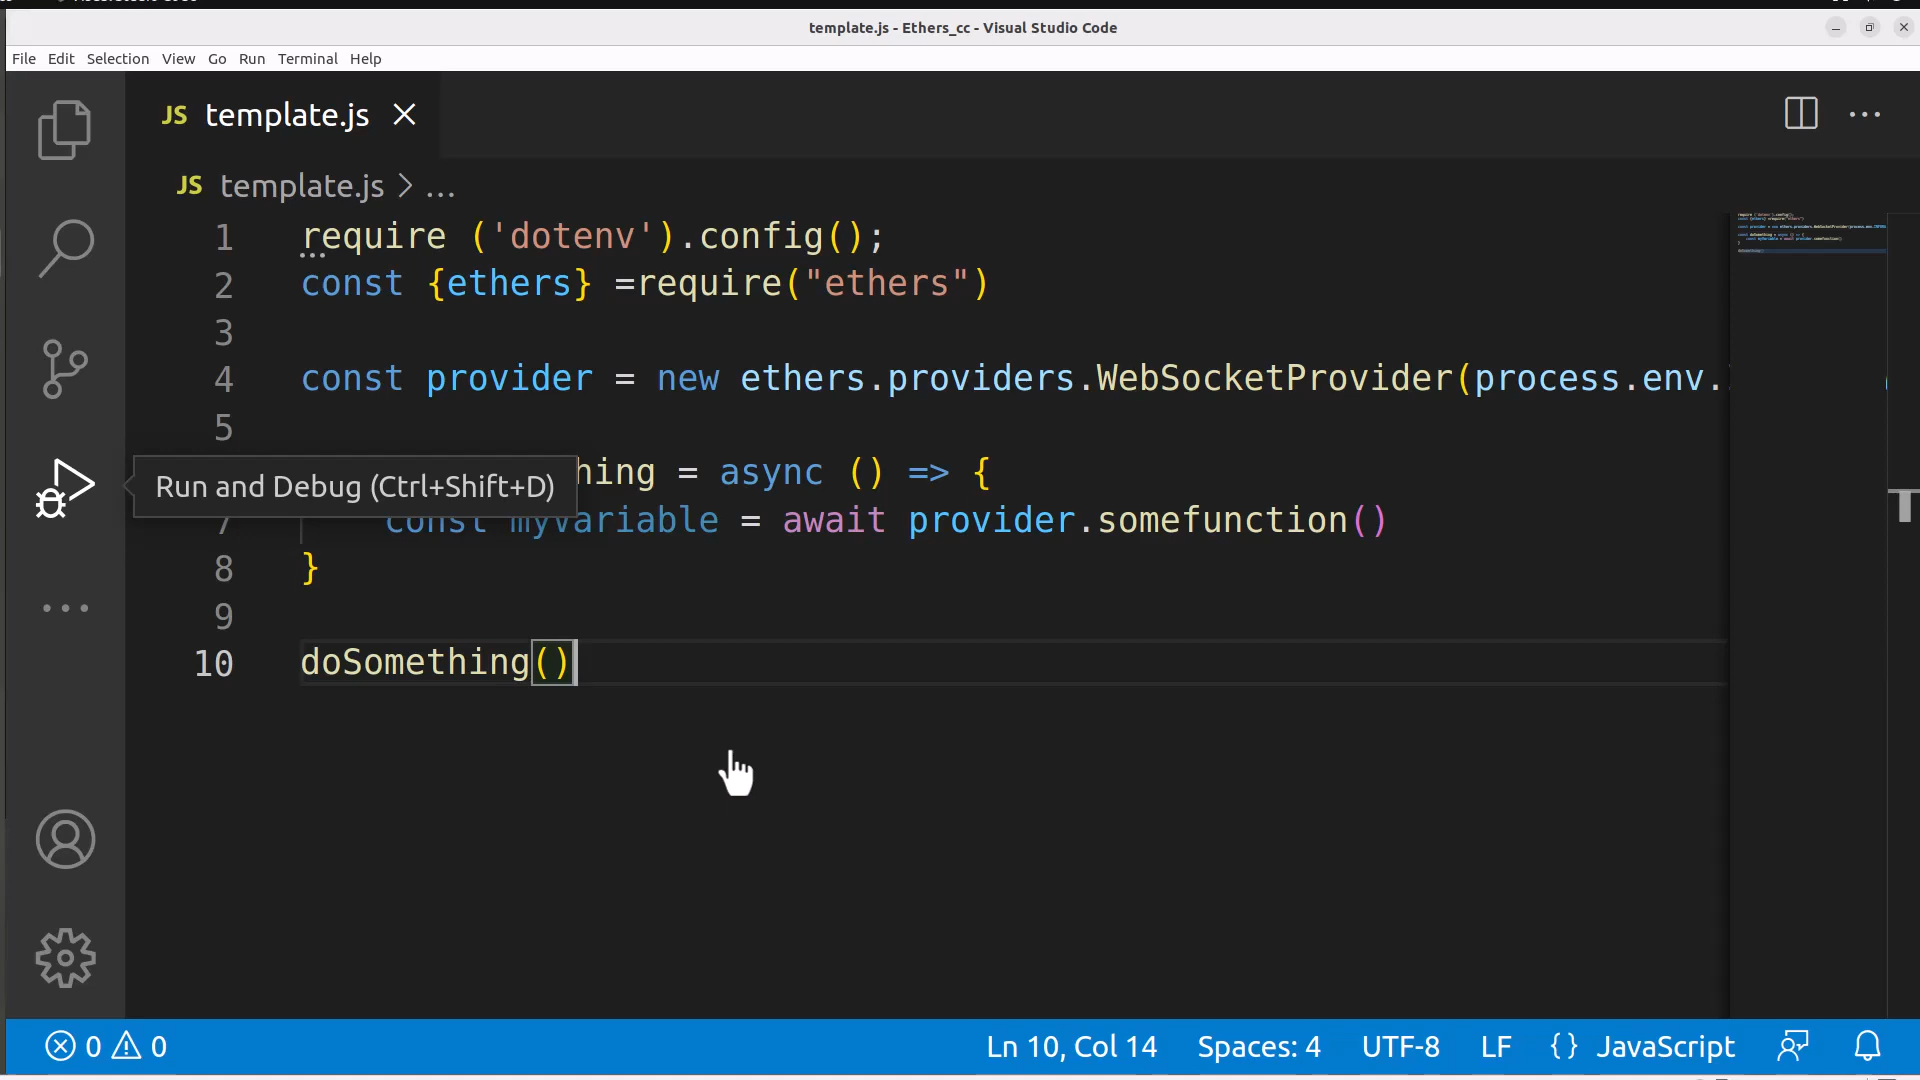 template.js - Ethers_cc - Visual Studio Code
File Edit Selection View Go Run Terminal Help
JS template.js
JS template.js > ...
1 require ('dotenv').config();
2 const {ethers} =require("ethers")
3
4 const provider = new ethers.providers.WebSocketProvider(process.env.
5
hing = async () => {
Run and Debug (Ctrl+Shift+D)
7 const myVariable = await provider.somefunction()
8 }
9
10 doSomething()
0 0 Ln 10, Col 14 Spaces: 4 UTF-8 LF {} JavaScript